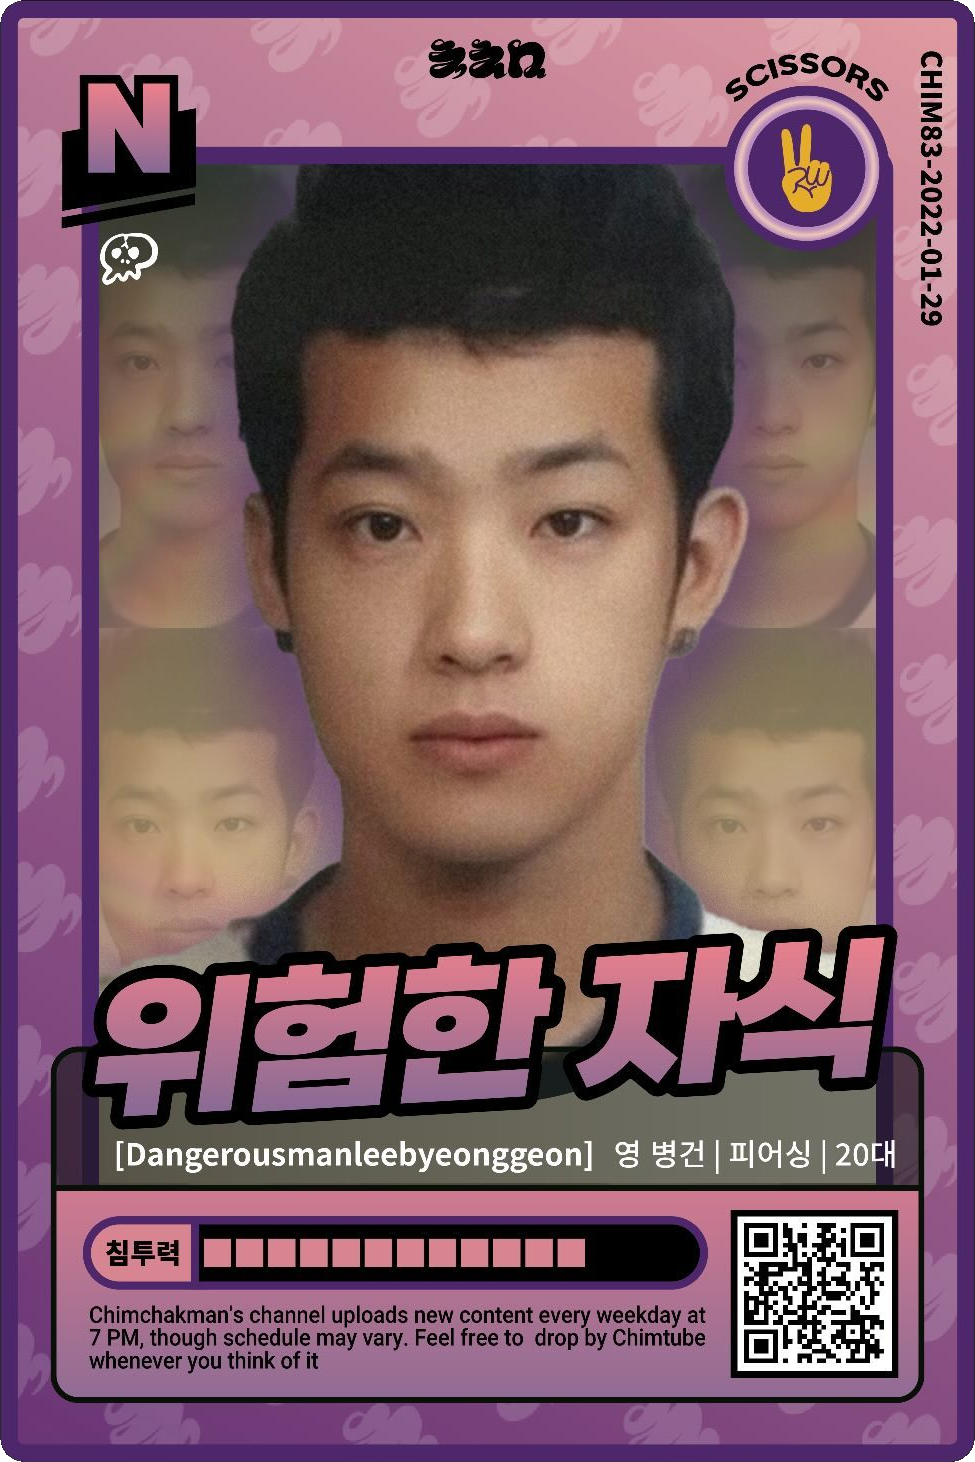 N
SCISSORS
CHIM83-2022-01-29
위험한 자식
[Dangerousmanleebyeonggeon] 영 병건 | 피어싱 | 20대
침투력
Chimchakman's channel uploads new content every weekday at
7 PM, though schedule may vary. Feel free to drop by Chimtube
whenever you think of it